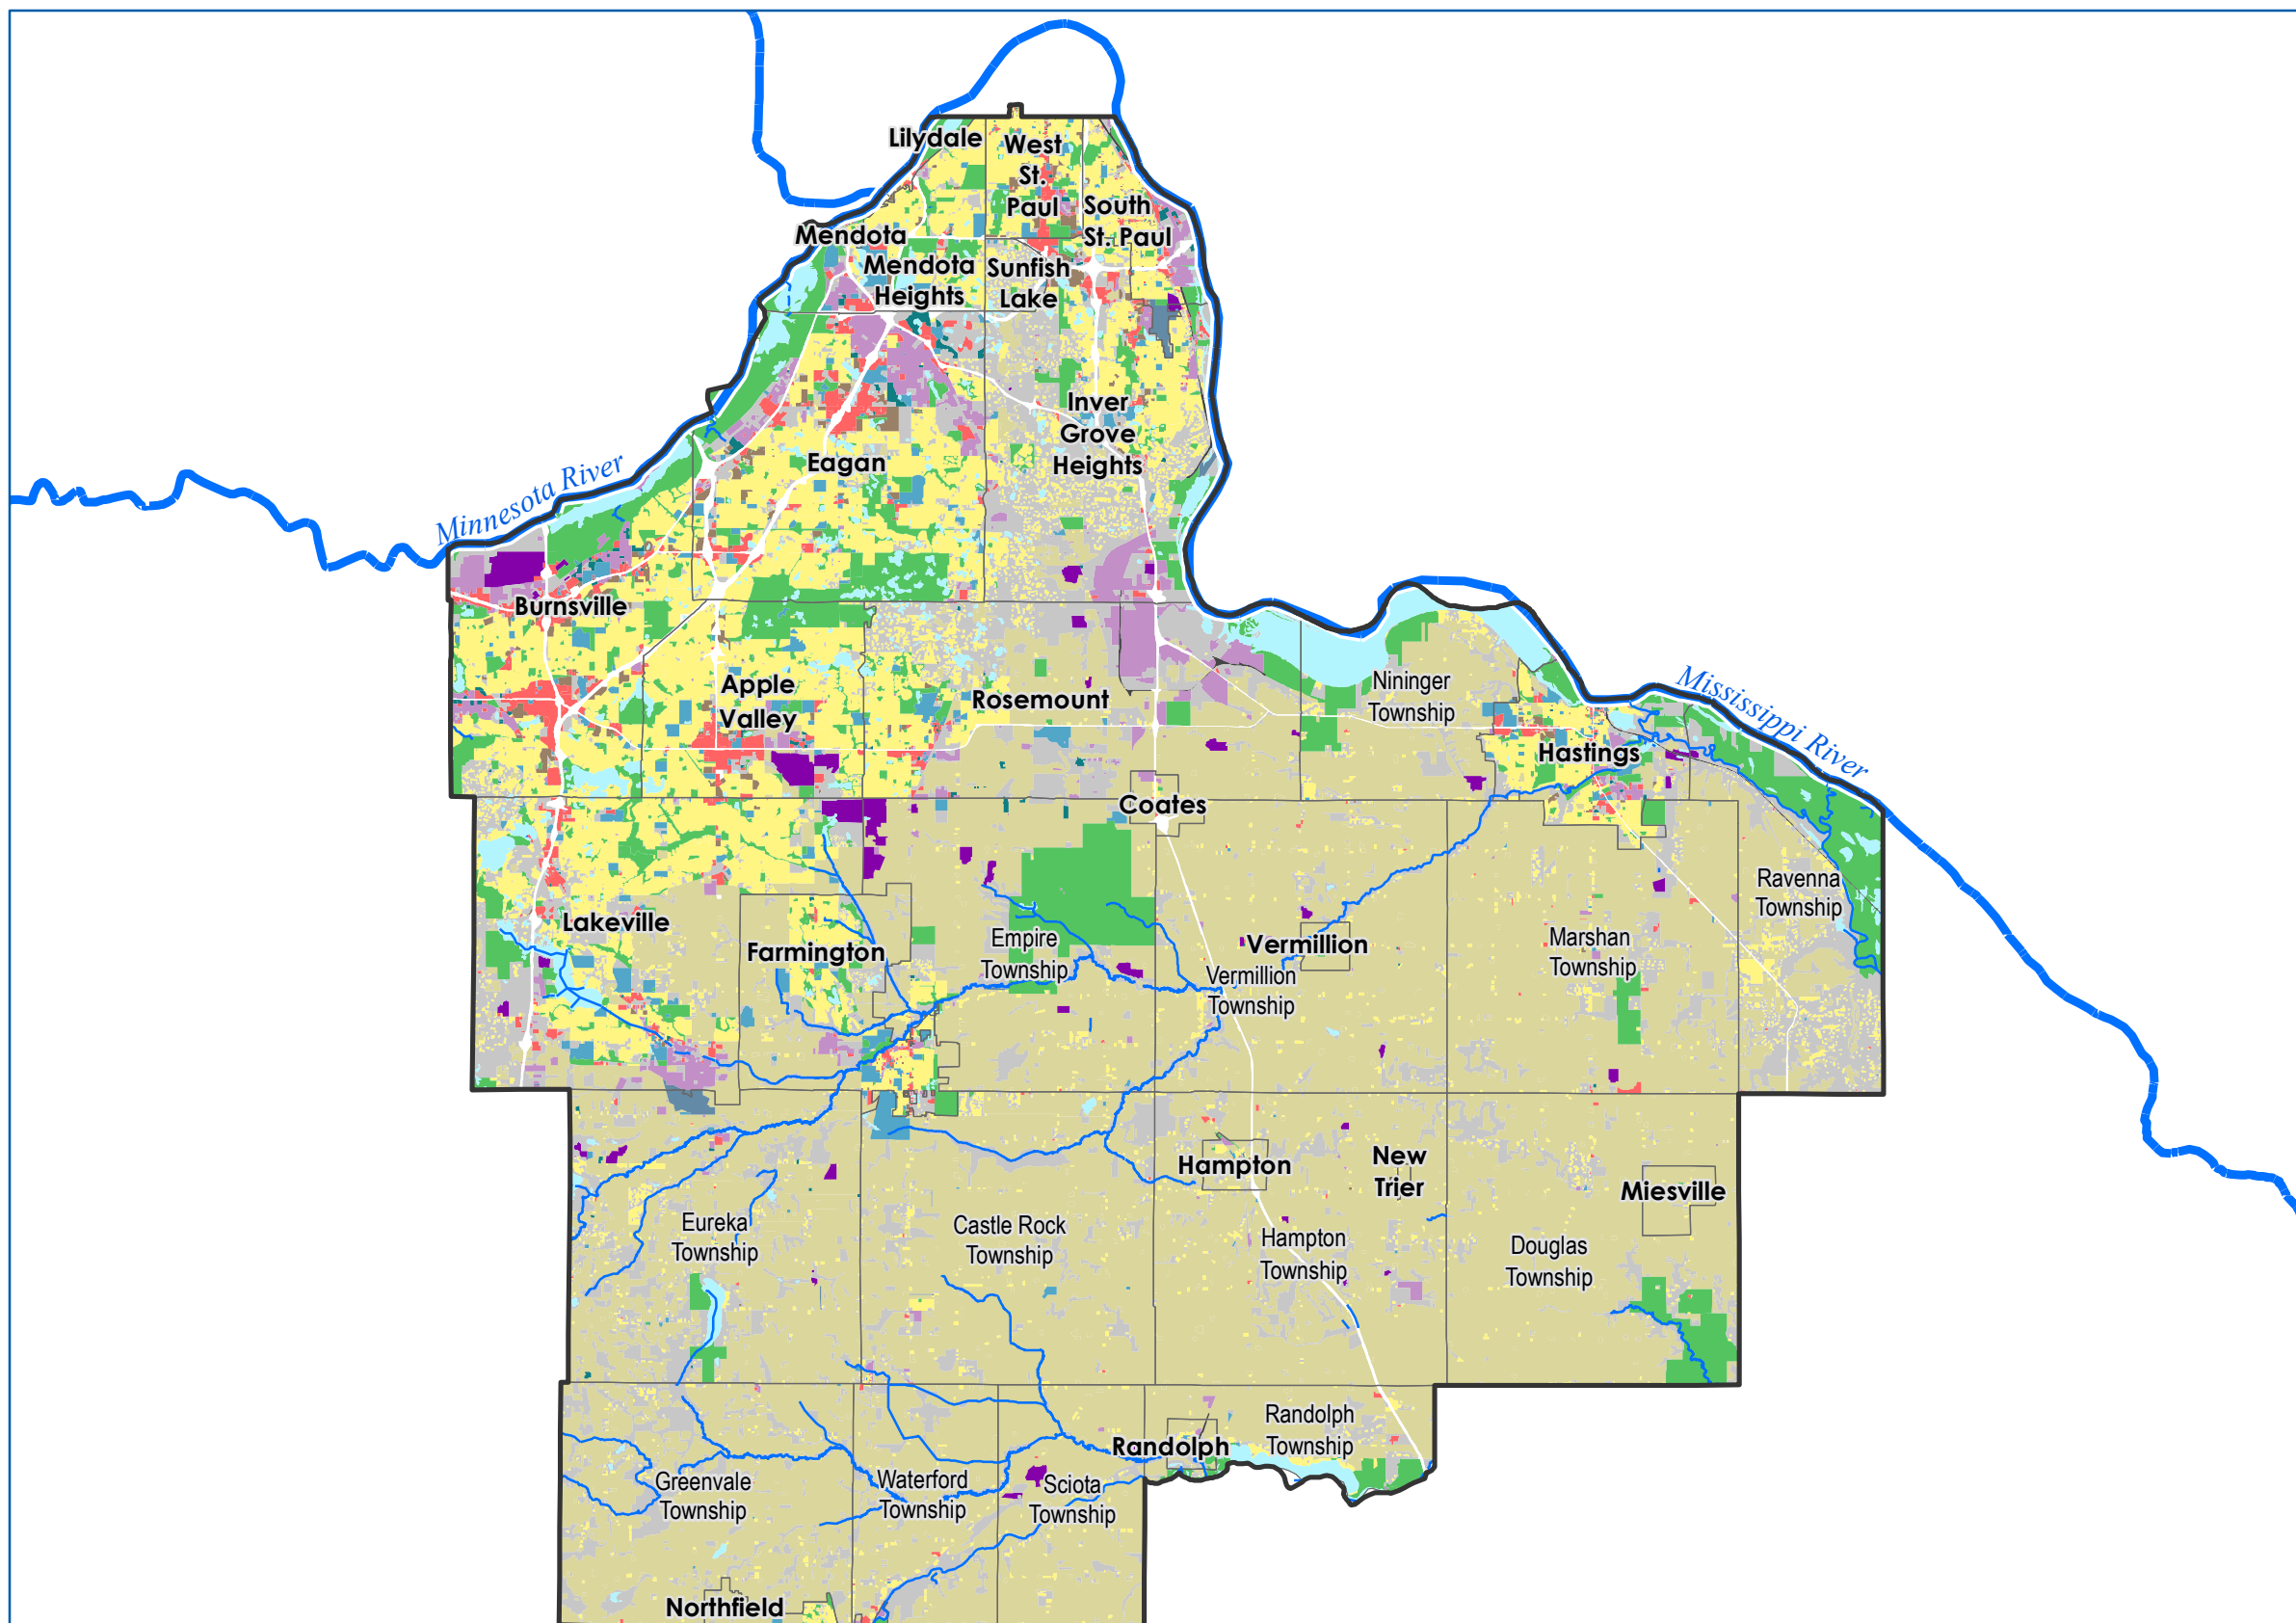 Lilydale
West
St.
Paul
South
St. Paul
Mendota
Mendota
Heights
Sunfish
Lake
Inver
Grove
Heights
Eagan
Minnesota River
Burnsville
Apple
Valley
Rosemount
Nininger
Township
Mississippi River
Hastings
Coates
Ravenna
Township
Lakeville
Farmington
Empire
Township
Vermillion
Vermillion
Township
Marshan
Township
Hampton
New
Trier
Miesville
Eureka
Township
Castle Rock
Township
Hampton
Township
Douglas
Township
Randolph
Township
Randolph
Greenvale
Township
Waterford
Township
Sciota
Township
Northfield